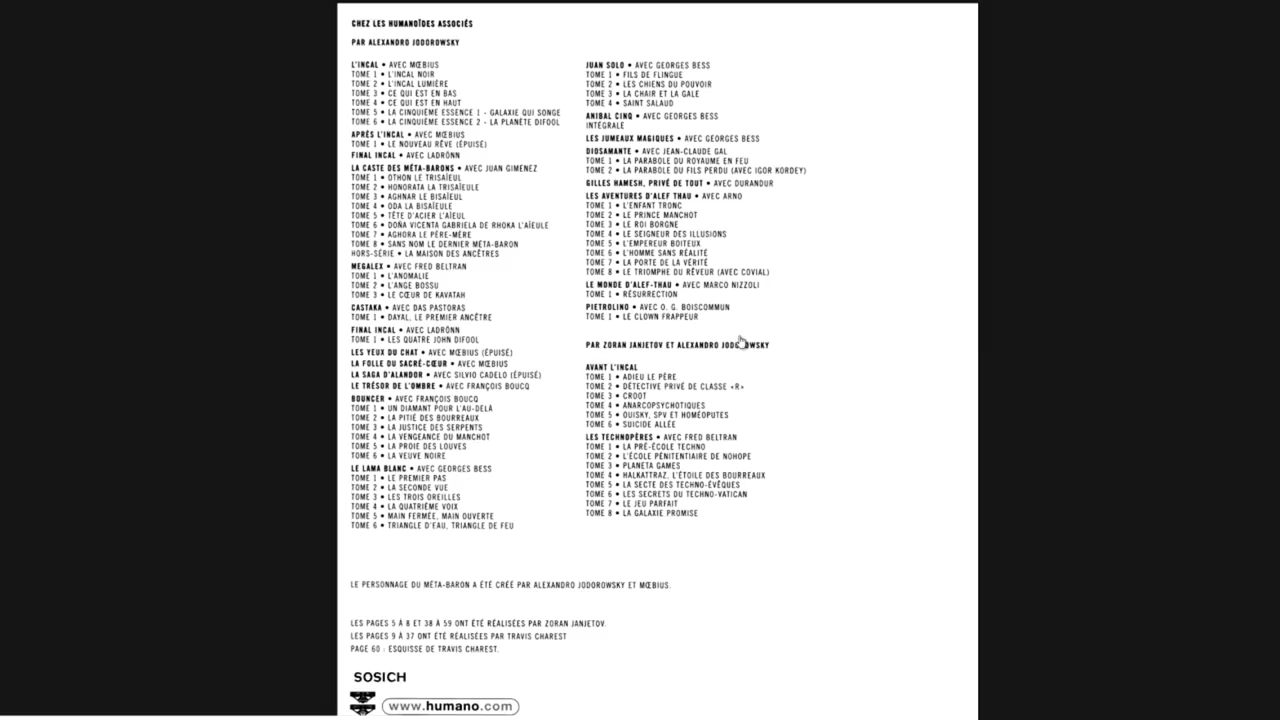 CHEZ LES HUMANOÏDES ASSOCIÉS
PAR ALEXANDRO JODOROWSKY
L'INCAL • AVEC MŒBIUS
TOME 1 • L'INCAL NOIR
TOME 2 • L'INCAL LUMIÈRE
TOME 3 • CE QUI EST EN BAS
TOME 4 • CE QUI EST EN HAUT
TOME 5 • LA CINQUIÈME ESSENCE 1 - GALAXIE QUI SONGE
TOME 6 • LA CINQUIÈME ESSENCE 2 - LA PLANÈTE DIFOOL
APRÈS L'INCAL • AVEC MŒBIUS
TOME 1 • LE NOUVEAU RÊVE (ÉPUISÉ)
FINAL INCAL • AVEC LADRÖNN
LA CASTE DES MÉTA-BARONS • AVEC JUAN GIMENEZ
TOME 1 • OTHON LE TRISAÏEUL
TOME 2 • HONORATA LA TRISAÏEULE
TOME 3 • AGHNAR LE BISAÏEUL
TOME 4 • ODA LA BISAÏEULE
TOME 5 • TÊTE D'ACIER L'AÏEUL
TOME 6 • DOÑA VICENTA GABRIELA DE RHOKA L'AÏEULE
TOME 7 • AGHORA LE PÈRE-MÈRE
TOME 8 • SANS NOM LE DERNIER MÉTA-BARON
HORS-SÉRIE • LA MAISON DES ANCÊTRES
MEGALEX • AVEC FRED BELTRAN
TOME 1 • L'ANOMALIE
TOME 2 • L'ANGE BOSSU
TOME 3 • LE CŒUR DE KAVATAH
CASTAKA • AVEC DAS PASTORAS
TOME 1 • DAYAL, LE PREMIER ANCÊTRE
FINAL INCAL • AVEC LADRÖNN
TOME 1 • LES QUATRE JOHN DIFOOL
LES YEUX DU CHAT • AVEC MŒBIUS (ÉPUISÉ)
LA FOLLE DU SACRÉ-CŒUR • AVEC MŒBIUS
LA SAGA D'ALANDOR • AVEC SILVIO CADELO (ÉPUISÉ)
LE TRÉSOR DE L'OMBRE • AVEC FRANÇOIS BOUCQ
BOUNCER • AVEC FRANÇOIS BOUCQ
TOME 1 • UN DIAMANT POUR L'AU-DELÀ
TOME 2 • LA PITIÉ DES BOURREAUX
TOME 3 • LA JUSTICE DES SERPENTS
TOME 4 • LA VENGEANCE DU MANCHOT
TOME 5 • LA PROIE DES LOUVES
TOME 6 • LA VEUVE NOIRE
LE LAMA BLANC • AVEC GEORGES BESS
TOME 1 • LE PREMIER PAS
TOME 2 • LA SECONDE VUE
TOME 3 • LES TROIS OREILLES
TOME 4 • LA QUATRIÈME VOIX
TOME 5 • MAIN FERMÉE, MAIN OUVERTE
TOME 6 • TRIANGLE D'EAU, TRIANGLE DE FEU
JUAN SOLO • AVEC GEORGES BESS
TOME 1 • FILS DE FLINGUE
TOME 2 • LES CHIENS DU POUVOIR
TOME 3 • LA CHAIR ET LA GALE
TOME 4 • SAINT SALAUD
ANIBAL CINQ • AVEC GEORGES BESS
INTÉGRALE
LES JUMEAUX MAGIQUES • AVEC GEORGES BESS
DIOSAMANTE • AVEC JEAN-CLAUDE GAL
TOME 1 • LA PARABOLE DU ROYAUME EN FEU
TOME 2 • LA PARABOLE DU FILS PERDU (AVEC IGOR KORDEY)
GILLES HAMESH, PRIVÉ DE TOUT • AVEC DURANDUR
LES AVENTURES D'ALEF THAU • AVEC ARNO
TOME 1 • L'ENFANT TRONC
TOME 2 • LE PRINCE MANCHOT
TOME 3 • LE ROI BORGNE
TOME 4 • LE SEIGNEUR DES ILLUSIONS
TOME 5 • L'EMPEREUR BOITEUX
TOME 6 • L'HOMME SANS RÉALITÉ
TOME 7 • LA PORTE DE LA VÉRITÉ
TOME 8 • LE TRIOMPHE DU RÊVEUR (AVEC COVIAL)
LE MONDE D'ALEF-THAU • AVEC MARCO NIZZOLI
TOME 1 • RÉSURRECTION
PIETROLINO • AVEC O. G. BOISCOMMUN
TOME 1 • LE CLOWN FRAPPEUR
PAR ZORAN JANJETOV ET ALEXANDRO JODOROWSKY
AVANT L'INCAL
TOME 1 • ADIEU LE PÈRE
TOME 2 • DÉTECTIVE PRIVÉ DE CLASSE «R»
TOME 3 • CROOT
TOME 4 • ANARCOPSYCHOTIQUES
TOME 5 • OUISKY, SPV ET HOMÉOPUTES
TOME 6 • SUICIDE ALLÉE
LES TECHNOPÈRES • AVEC FRED BELTRAN
TOME 1 • LA PRÉ-ÉCOLE TECHNO
TOME 2 • L'ÉCOLE PÉNITENTIAIRE DE NOHOPE
TOME 3 • PLANETA GAMES
TOME 4 • HALKATTRAZ, L'ÉTOILE DES BOURREAUX
TOME 5 • LA SECTE DES TECHNO-ÉVÊQUES
TOME 6 • LES SECRETS DU TECHNO-VATICAN
TOME 7 • LE JEU PARFAIT
TOME 8 • LA GALAXIE PROMISE
LE PERSONNAGE DU MÉTA-BARON A ÉTÉ CRÉÉ PAR ALEXANDRO JODOROWSKY ET MŒBIUS.
LES PAGES 5 À 8 ET 38 À 59 ONT ÉTÉ RÉALISÉES PAR ZORAN JANJETOV.
LES PAGES 9 À 37 ONT ÉTÉ RÉALISÉES PAR TRAVIS CHAREST
PAGE 60 : ESQUISSE DE TRAVIS CHAREST.
SOSICH
www.humano.com